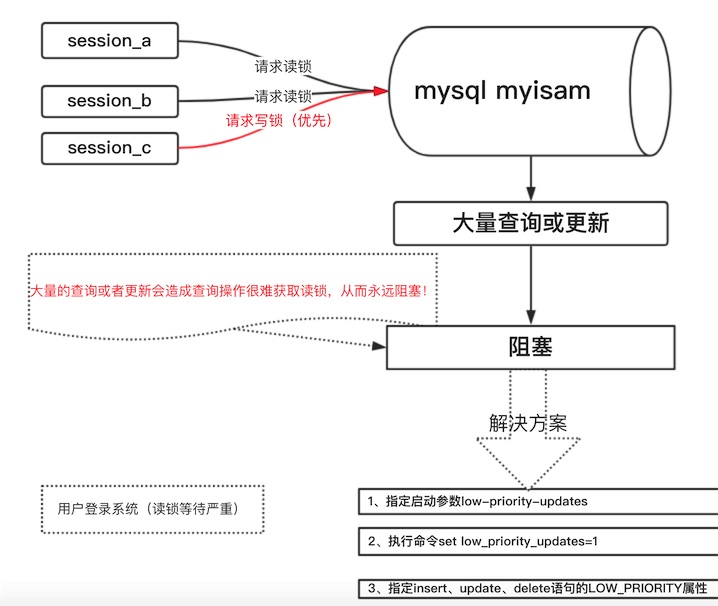 session_a
请求读锁
session_b
请求读锁
请求写锁（优先）
session_c
mysql myisam
大量查询或更新
大量的查询或者更新会造成查询操作很难获取读锁，从而永远阻塞！
阻塞
解决方案
用户登录系统（读锁等待严重）
1、指定启动参数low-priority-updates
2、执行命令set low_priority_updates=1
3、指定insert、update、delete语句的LOW_PRIORITY属性